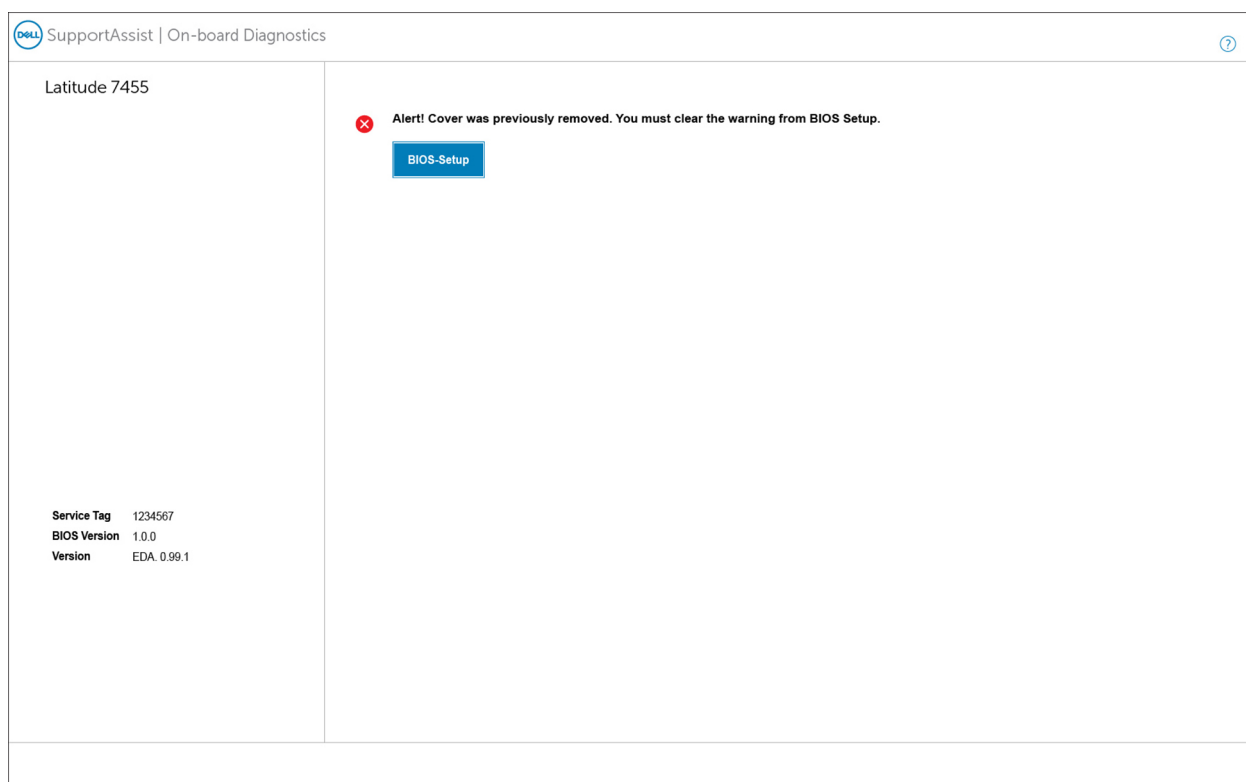 DELL SupportAssist | On-board Diagnostics
?
Latitude 7455
Alert! Cover was previously removed. You must clear the warning from BIOS Setup.
BIOS-Setup
Service Tag 1234567
BIOS Version 1.0.0
Version EDA. 0.99.1